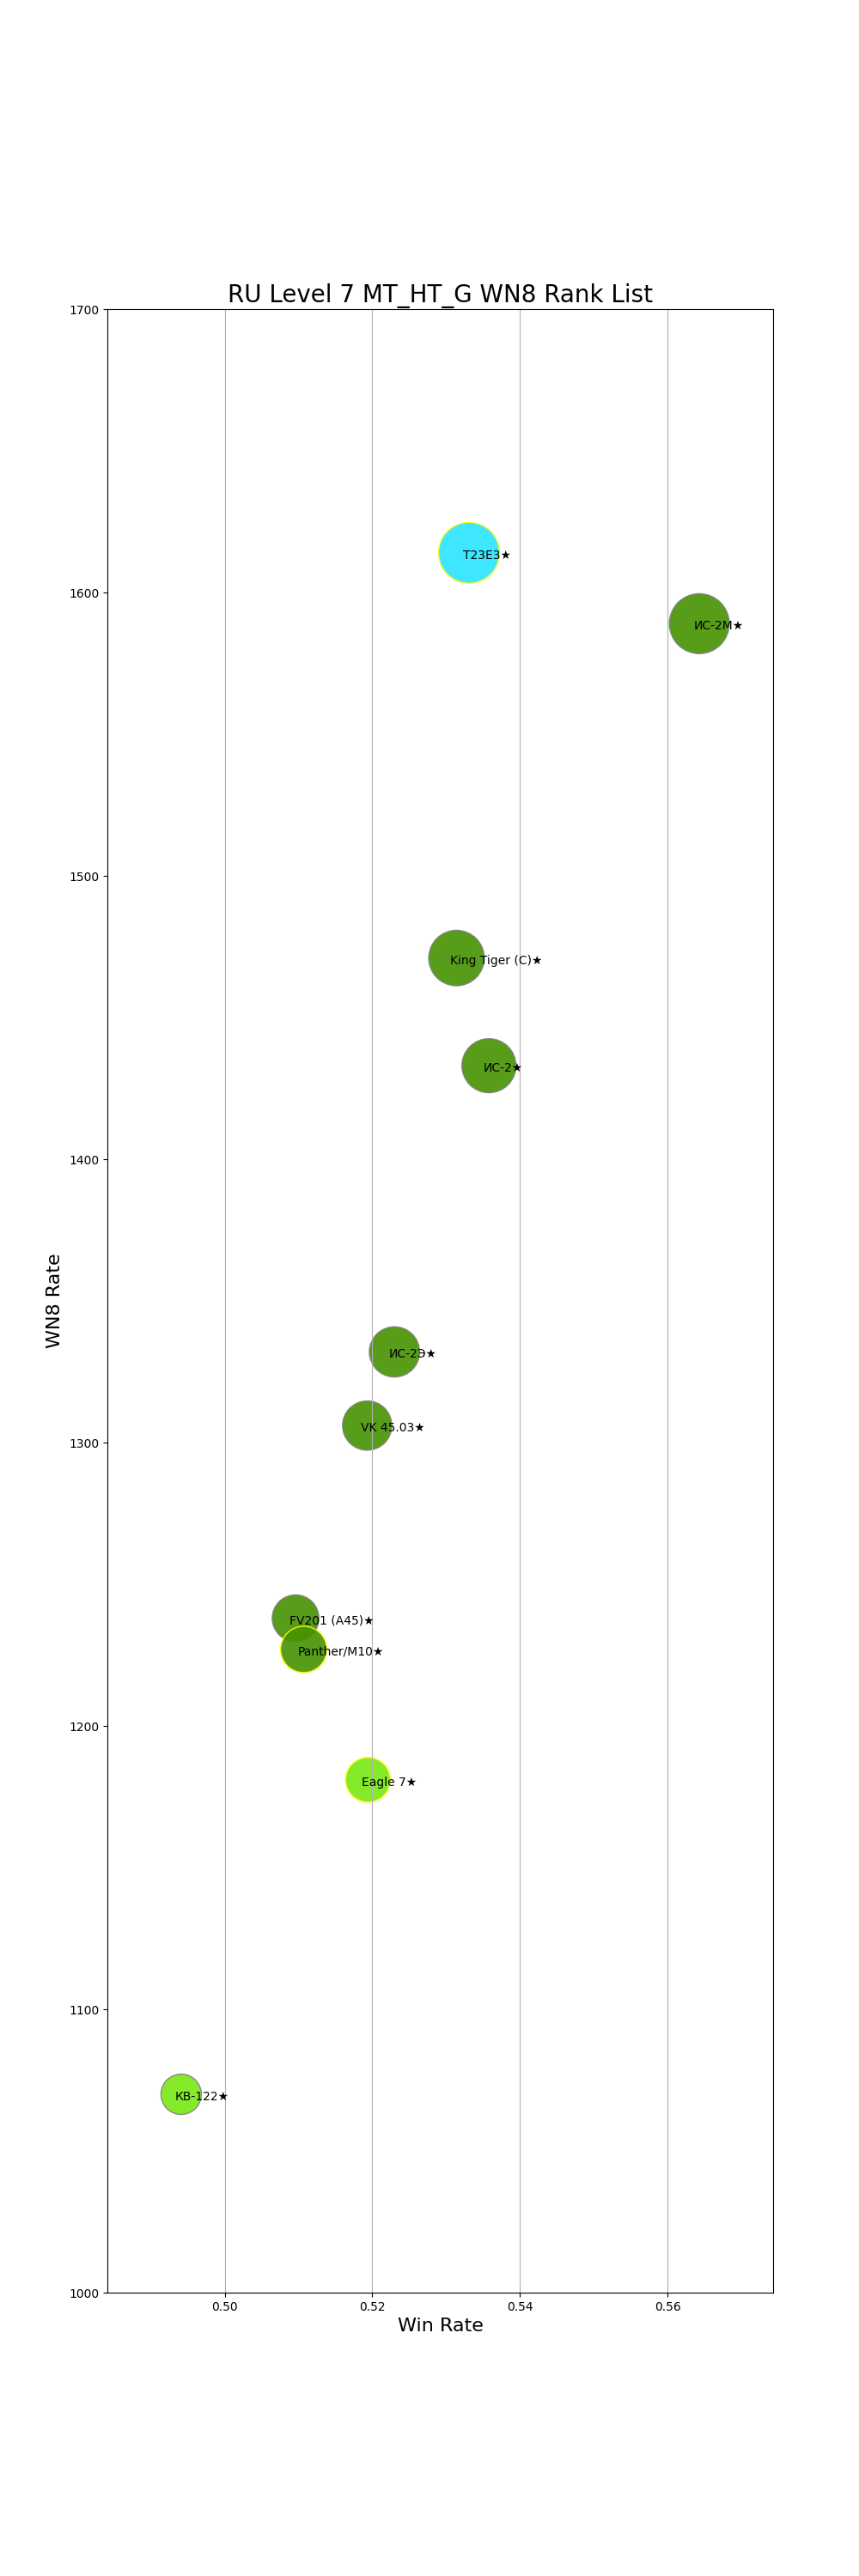 RU Level 7 MT_HT_G WN8 Rank List
1700
T23E3★
1600
ИС-2М★
1500
King Tiger (C)★
ИС-2★
1400
WN8 Rate
ИС-2Э★
VK 45.03★
1300
FV201 (A45)★
Panther/M10★
1200
Eagle 7★
1100
КВ-122★
1000
0.50 0.52 0.54 0.56
Win Rate